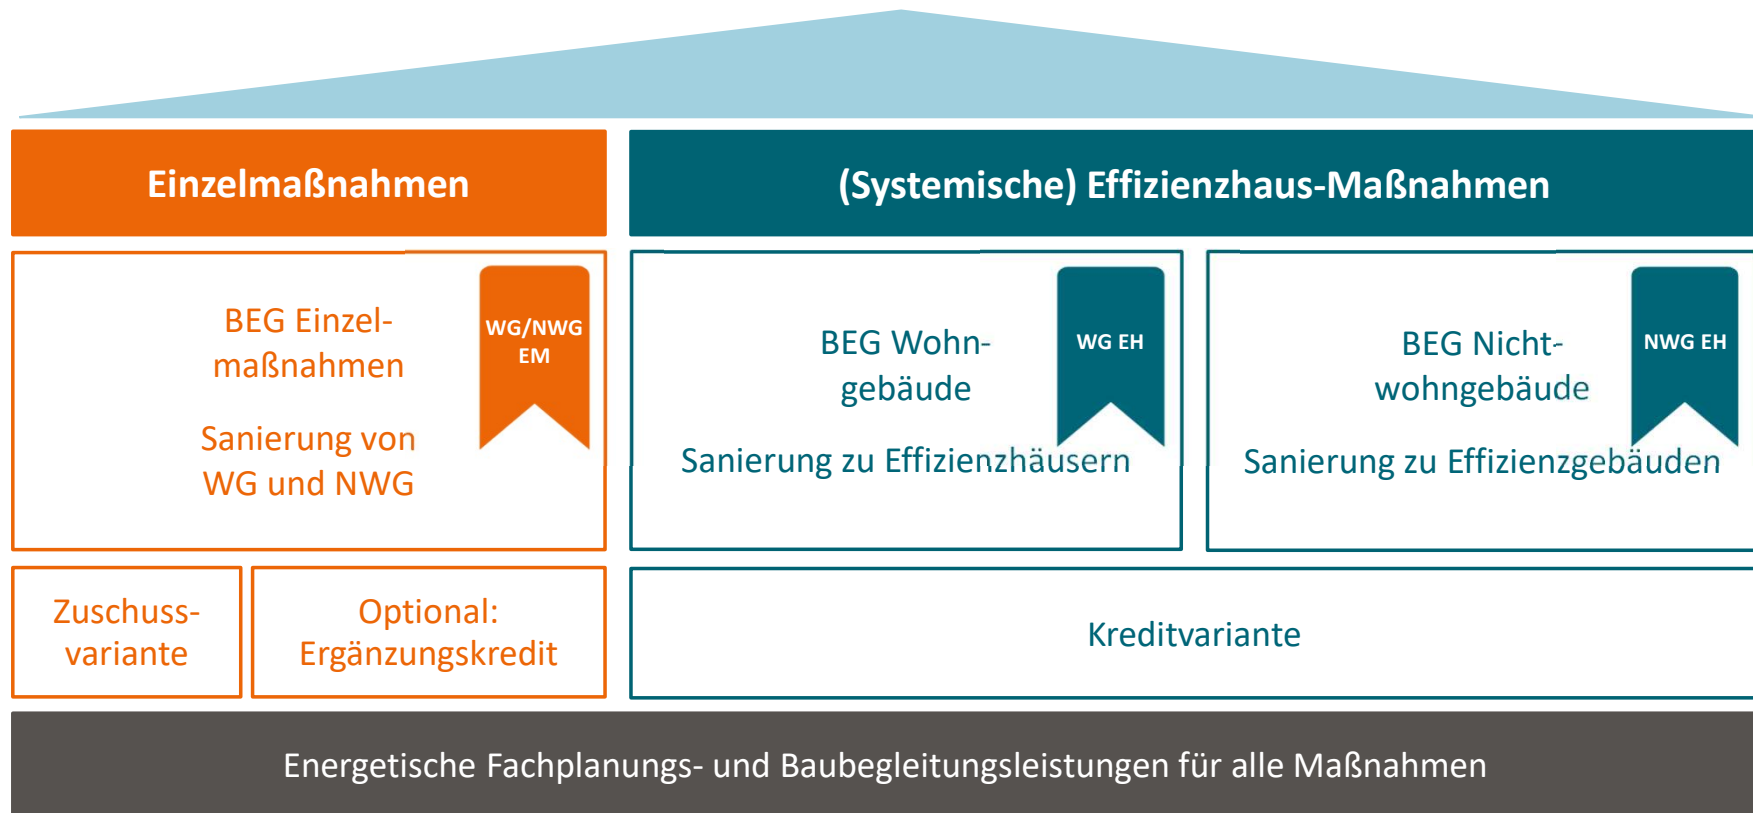 Einzelmaßnahmen
(Systemische) Effizienzhaus-Maßnahmen
BEG Einzel-
maßnahmen
Sanierung von
WG und NWG
WG/NWG
EM
BEG Wohn-
gebäude
Sanierung zu Effizienzhäusern
WG EH
BEG Nicht-
wohngebäude
Sanierung zu Effizienzgebäuden
NWG EH
Zuschuss-
variante
Optional:
Ergänzungskredit
Kreditvariante
Energetische Fachplanungs- und Baubegleitungsleistungen für alle Maßnahmen